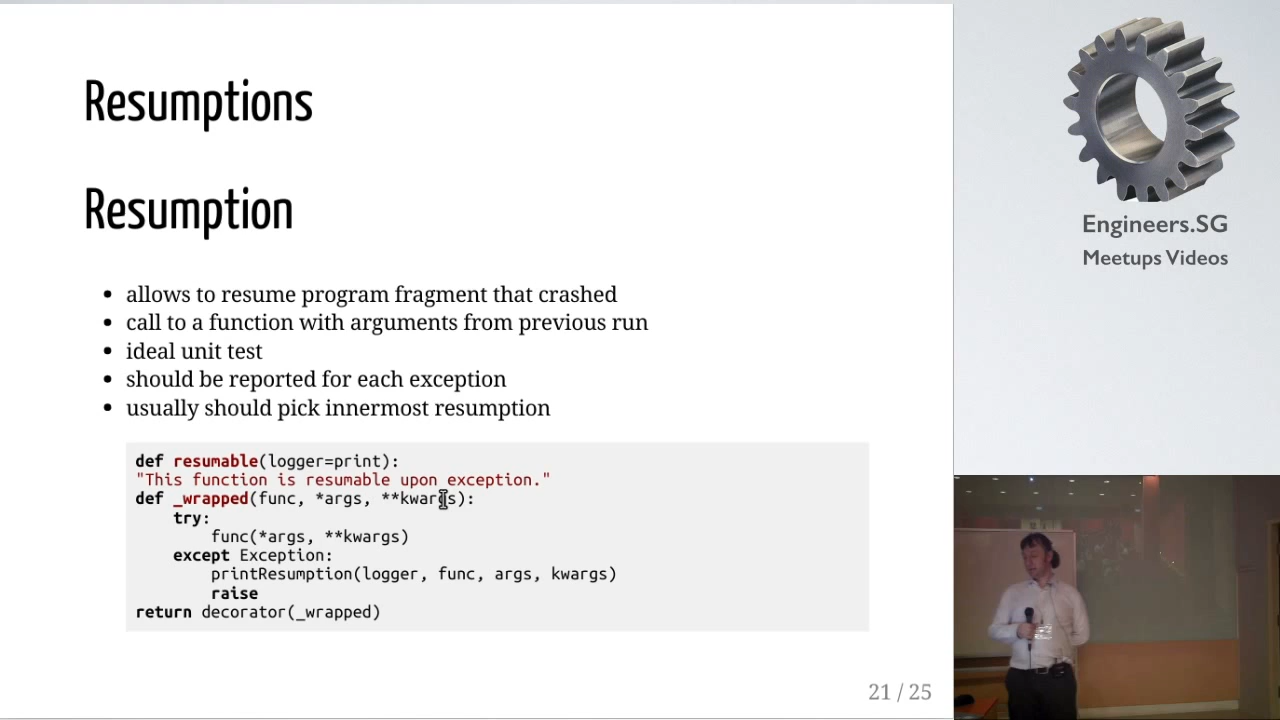 Resumptions
Resumption
• allows to resume program fragment that crashed
• call to a function with arguments from previous run
• ideal unit test
• should be reported for each exception
• usually should pick innermost resumption
def resumable(logger=print):
"This function is resumable upon exception."
def _wrapped(func, *args, **kwargs):
    try:
        func(*args, **kwargs)
    except Exception:
        printResumption(logger, func, args, kwargs)
        raise
return decorator(_wrapped)
21 / 25
Engineers.SG
Meetups Videos